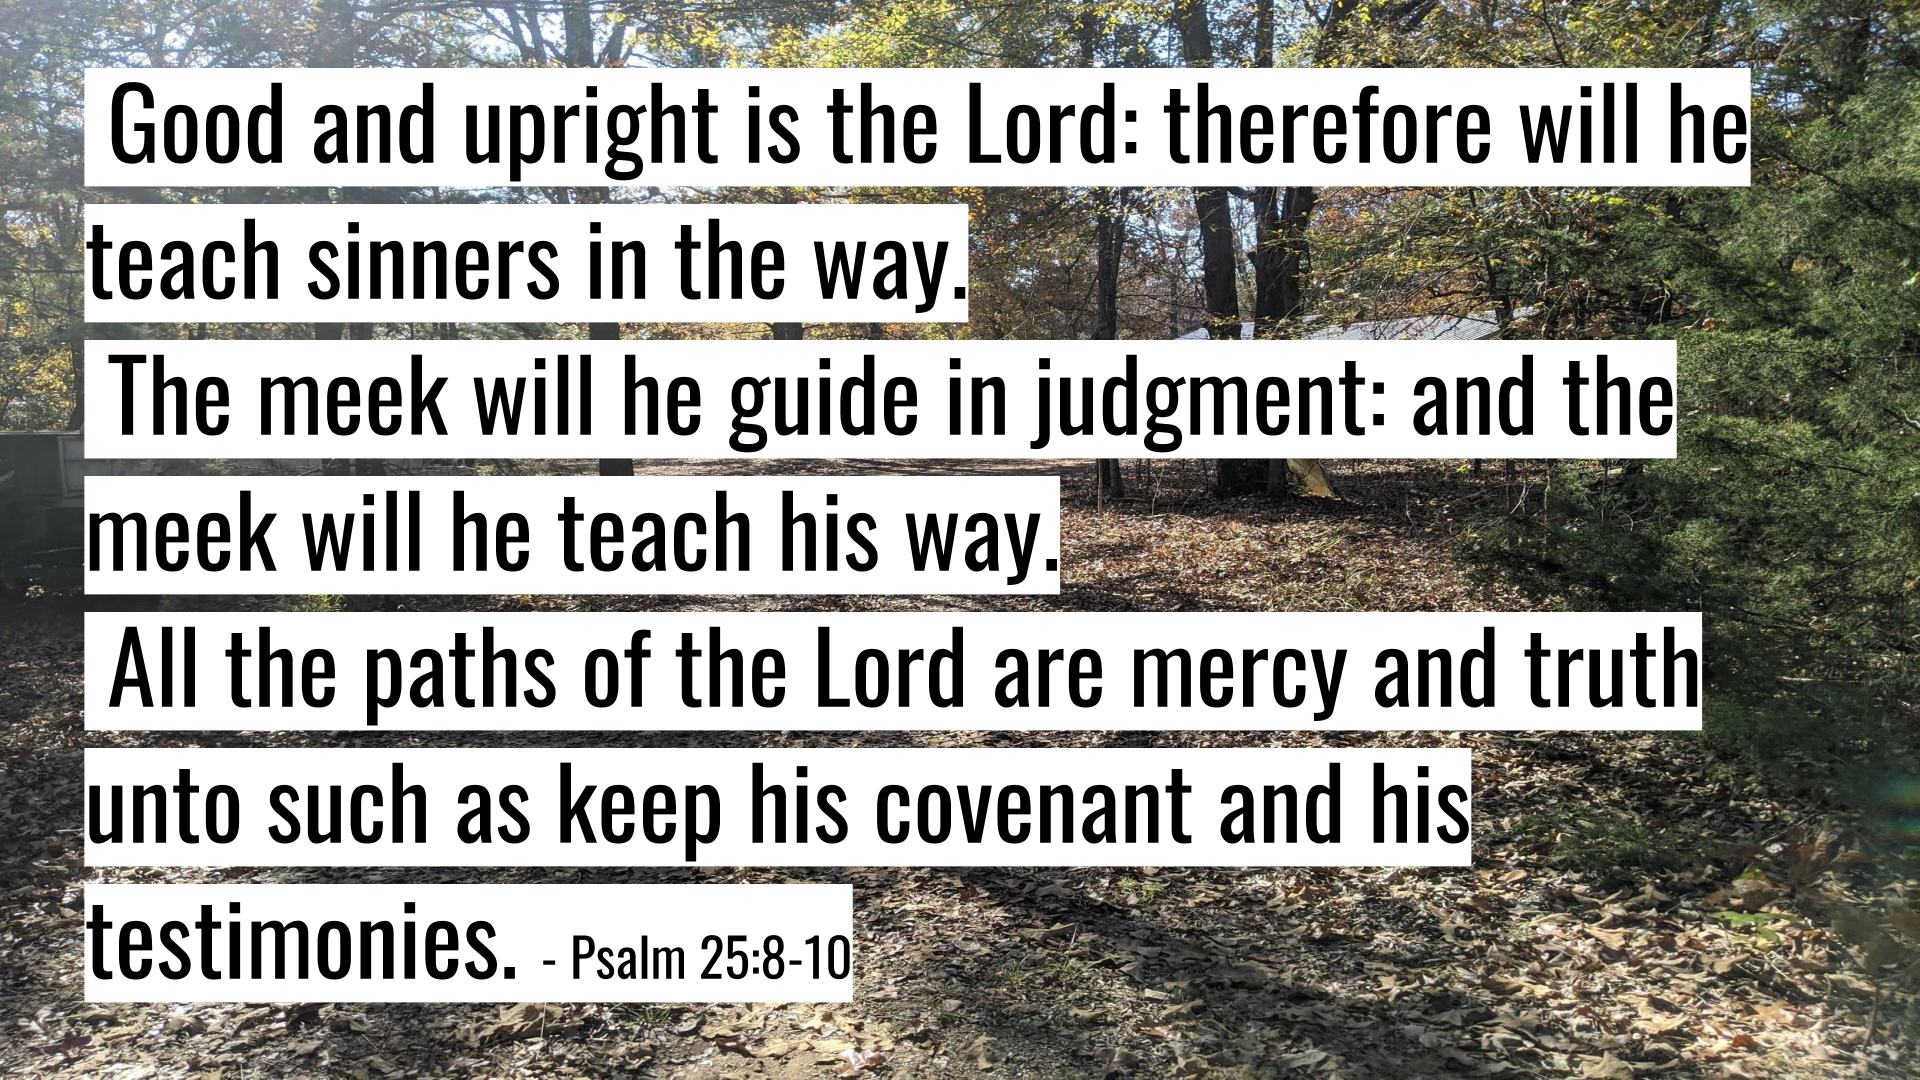 Good and upright is the Lord: therefore will he
teach sinners in the way.
The meek will he guide in judgment: and the
meek will he teach his way.
All the paths of the Lord are mercy and truth
unto such as keep his covenant and his
testimonies. - Psalm 25:8-10